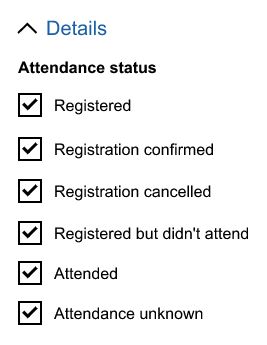 Details
Attendance status
Registered
Registration confirmed
Registration cancelled
Registered but didn't attend
Attended
Attendance unknown